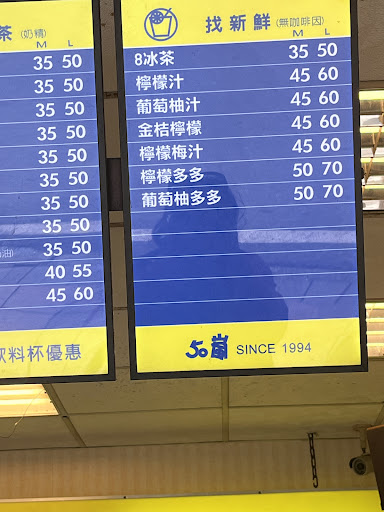 茶 (奶精)
M L
35 50
35 50
35 50
35 50
35 50
35 50
35 50
35 50
油) 35 50
40 55
45 60
飲料杯優惠
找新鮮 (無咖啡因)
M L
8冰茶 35 50
檸檬汁 45 60
葡萄柚汁 45 60
金桔檸檬 45 60
檸檬梅汁 45 60
檸檬多多 50 70
葡萄柚多多 50 70
50嵐 SINCE 1994